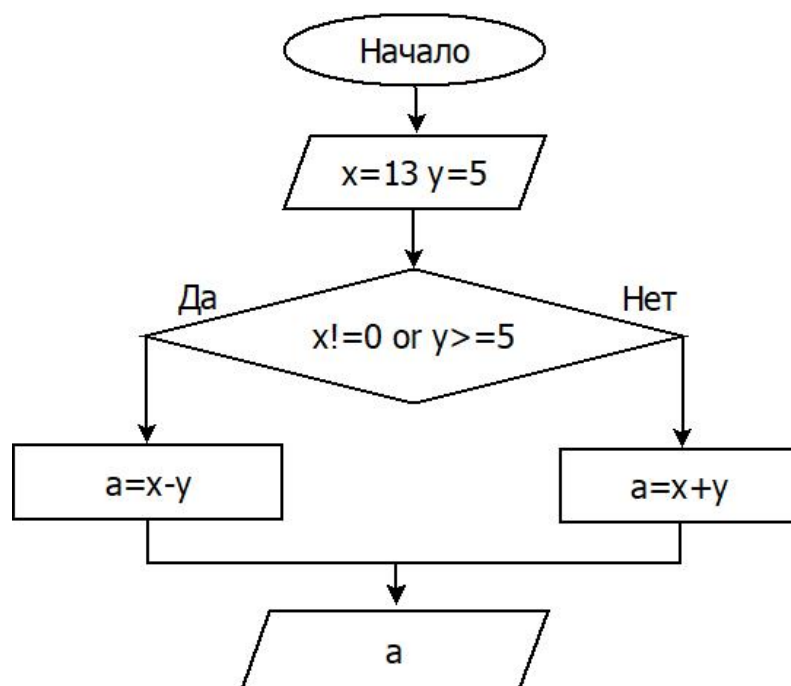 Начало
x=13 y=5
Да
Нет
x!=0 or y>=5
a=x-y
a=x+y
a